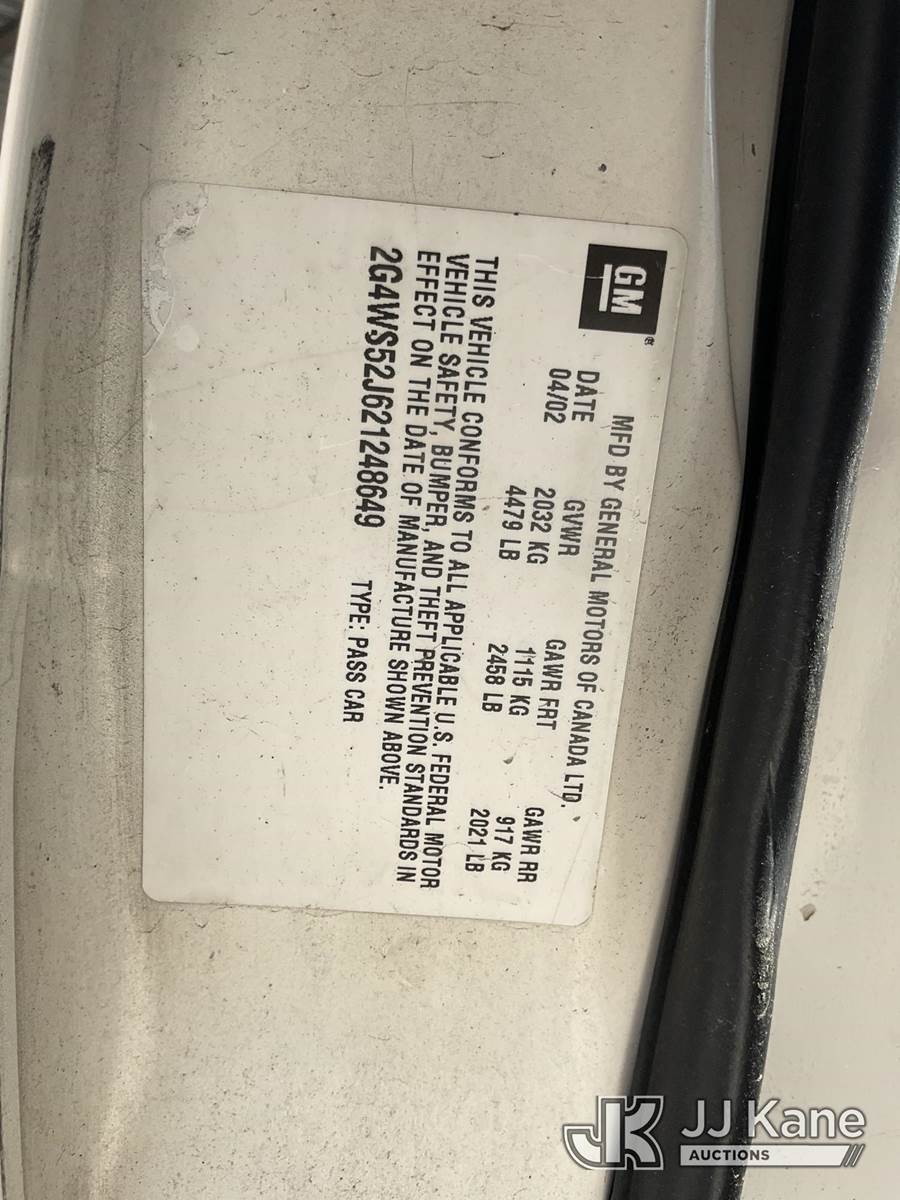 GM®
MFD BY GENERAL MOTORS OF CANADA LTD.
DATE GVWR GAWR FRT GAWR RR
04/02 2032 KG 1115 KG 917 KG
4479 LB 2458 LB 2021 LB
THIS VEHICLE CONFORMS TO ALL APPLICABLE U.S. FEDERAL MOTOR
VEHICLE SAFETY, BUMPER, AND THEFT PREVENTION STANDARDS IN
EFFECT ON THE DATE OF MANUFACTURE SHOWN ABOVE.
2G4WS52J621248649 TYPE: PASS CAR
JK JJ Kane
AUCTIONS